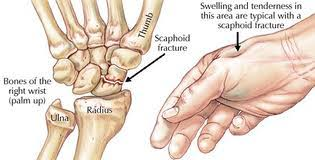 Thumb
Scaphoid
fracture
Bones of the
right wrist
(palm up)
Ulna
Rádius
Swelling and tenderness in
this area are typical with a
scaphoid fracture